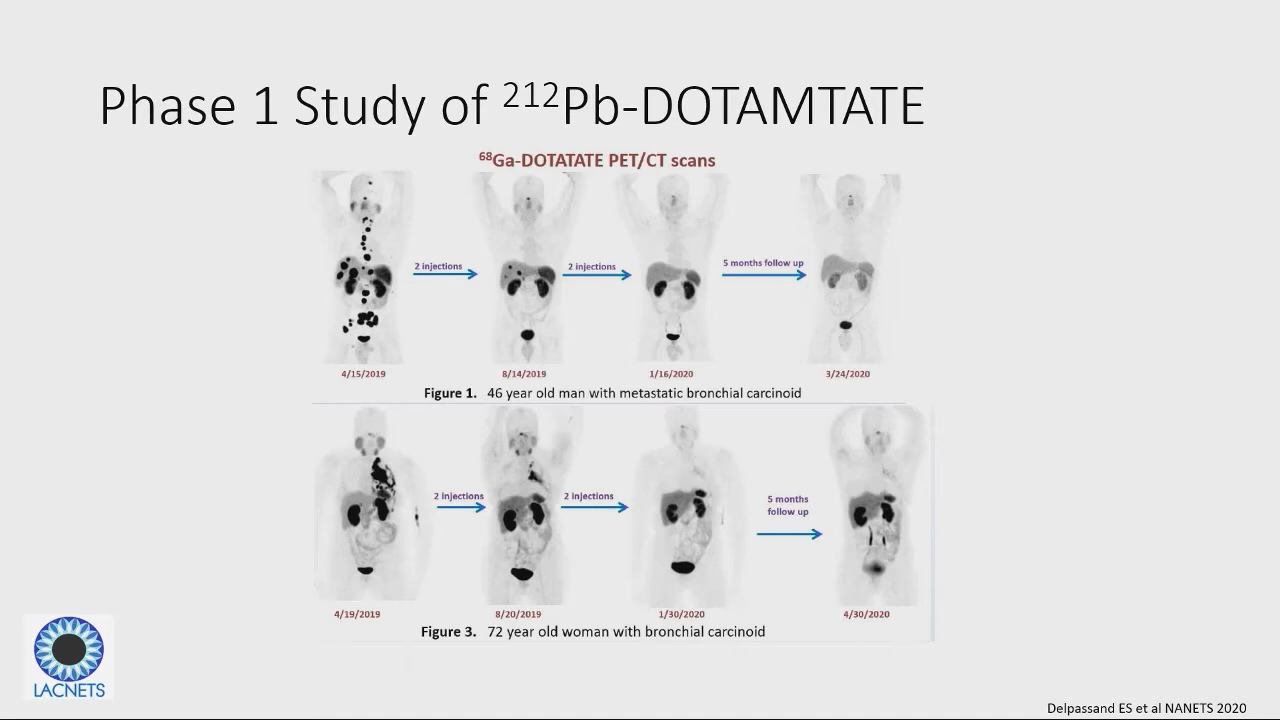 Phase 1 Study of ²¹²Pb-DOTAMTATE
⁶⁸Ga-DOTATATE PET/CT scans
2 injections
2 injections
5 months follow up
4/15/2019
8/14/2019
1/16/2020
3/24/2020
Figure 1. 46 year old man with metastatic bronchial carcinoid
2 injections
2 injections
5 months
follow up
4/19/2019
8/20/2019
1/30/2020
4/30/2020
Figure 3. 72 year old woman with bronchial carcinoid
LACNETS
Delpassand ES et al NANETS 2020